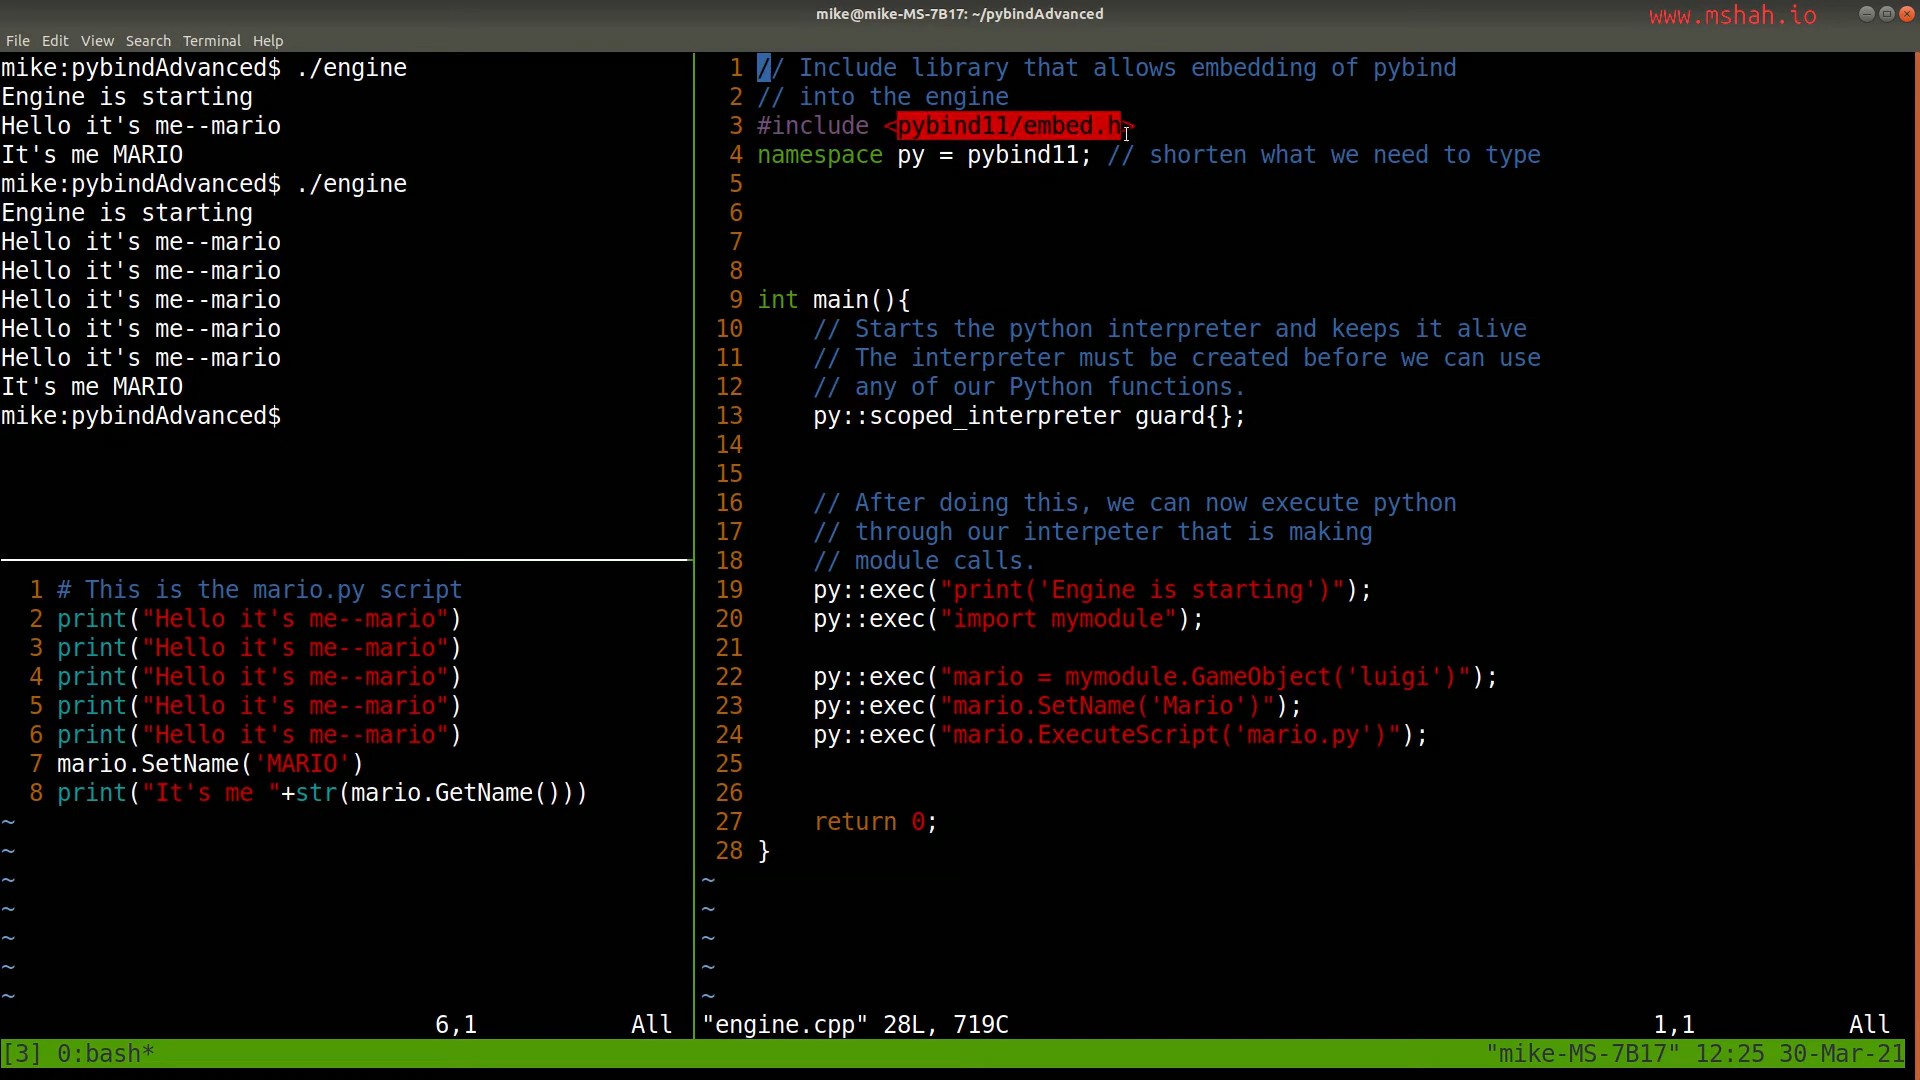 mike@mike-MS-7B17: ~/pybindAdvanced
www.mshah.io
File Edit View Search Terminal Help
mike:pybindAdvanced$ ./engine
Engine is starting
Hello it's me--mario
It's me MARIO
mike:pybindAdvanced$ ./engine
Engine is starting
Hello it's me--mario
Hello it's me--mario
Hello it's me--mario
Hello it's me--mario
Hello it's me--mario
It's me MARIO
mike:pybindAdvanced$
1 # This is the mario.py script
2 print("Hello it's me--mario")
3 print("Hello it's me--mario")
4 print("Hello it's me--mario")
5 print("Hello it's me--mario")
6 print("Hello it's me--mario")
7 mario.SetName('MARIO')
8 print("It's me "+str(mario.GetName()))
~
~
~
~
~
~
~
6,1 All
1 // Include library that allows embedding of pybind
2 // into the engine
3 #include <pybind11/embed.h>
4 namespace py = pybind11; // shorten what we need to type
5
6
7
8
9 int main(){
10 // Starts the python interpreter and keeps it alive
11 // The interpreter must be created before we can use
12 // any of our Python functions.
13 py::scoped_interpreter guard{};
14
15
16 // After doing this, we can now execute python
17 // through our interpeter that is making
18 // module calls.
19 py::exec("print('Engine is starting')");
20 py::exec("import mymodule");
21
22 py::exec("mario = mymodule.GameObject('luigi')");
23 py::exec("mario.SetName('Mario')");
24 py::exec("mario.ExecuteScript('mario.py')");
25
26
27 return 0;
28 }
~
~
~
~
~
"engine.cpp" 28L, 719C 1,1 All
[3] 0:bash* "mike-MS-7B17" 12:25 30-Mar-21